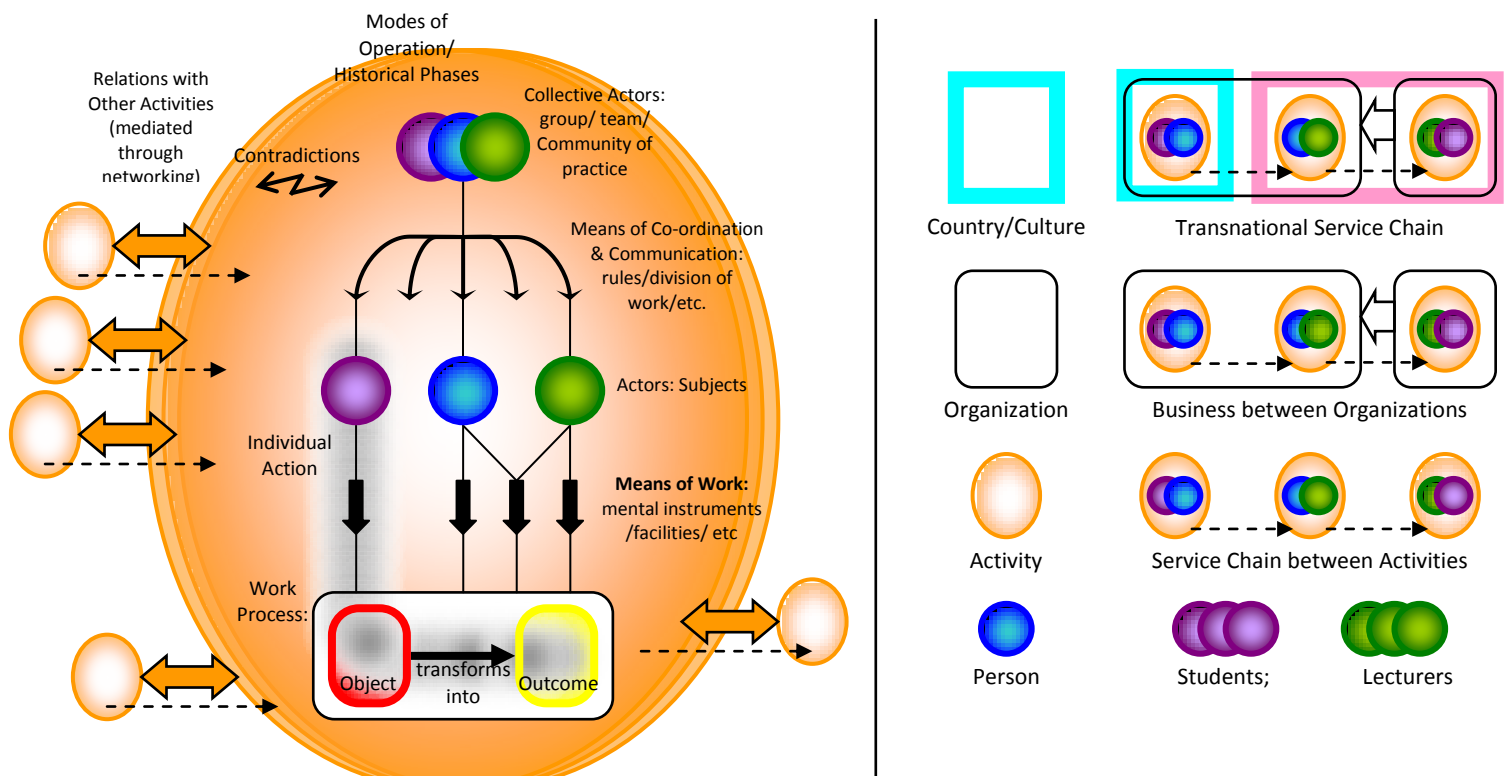 Modes of
Operation/
Historical Phases
Relations with
Other Activities
(mediated
through
networking)
Contradictions
Collective Actors:
group/ team/
Community of
practice
Means of Co-ordination
& Communication:
rules/division of
work/etc.
Actors: Subjects
Individual
Action
Means of Work:
mental instruments
/facilities/ etc
Work
Process:
Object
transforms
into
Outcome
Country/Culture
Transnational Service Chain
Organization
Business between Organizations
Activity
Service Chain between Activities
Person
Students;
Lecturers